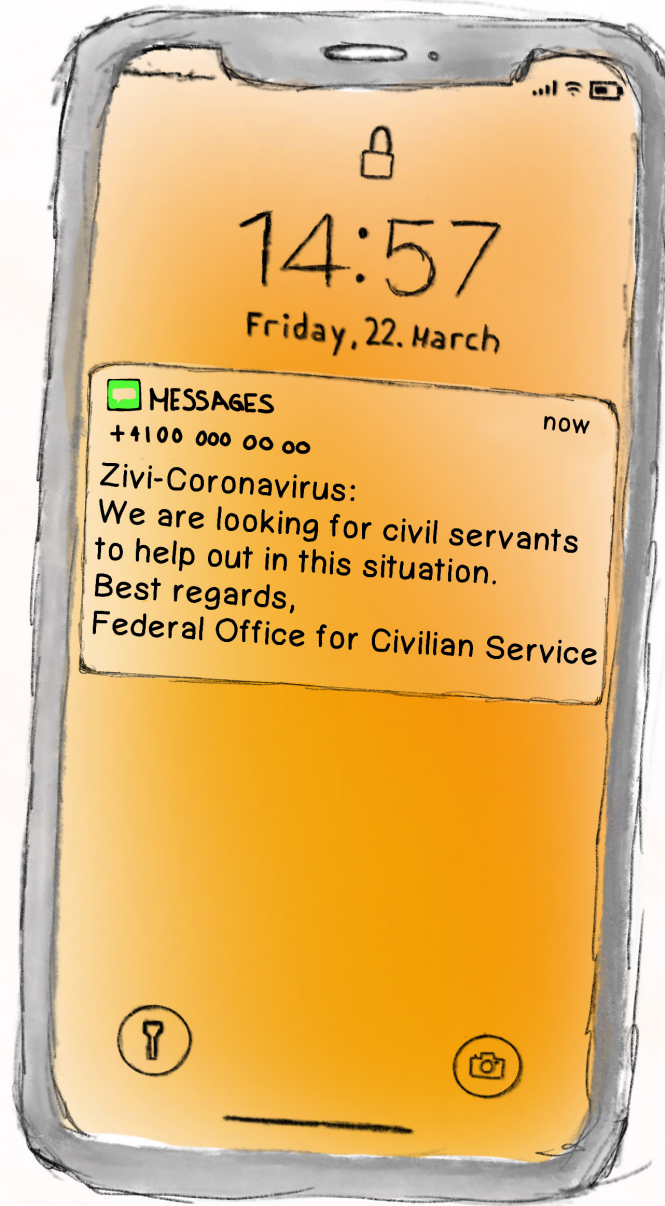 14:57
Friday, 22. March
MESSAGES
now
+4100 000 00 00
Zivi-Coronavirus:
We are looking for civil servants
to help out in this situation.
Best regards,
Federal Office for Civilian Service